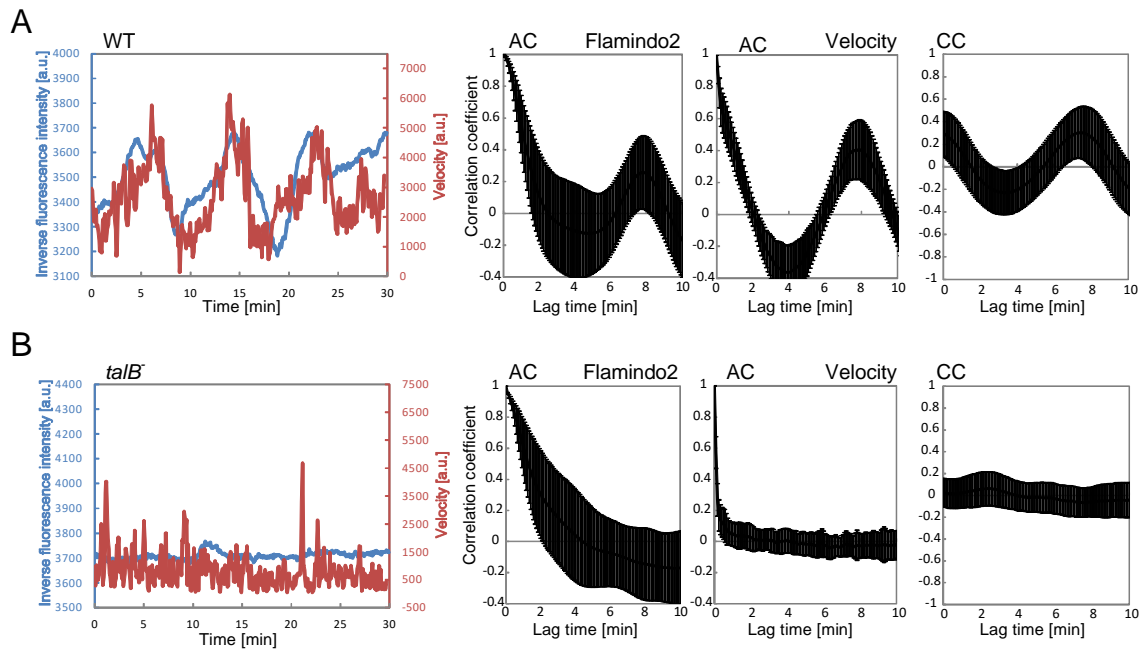 A
WT
AC Flamindo2
AC Velocity
CC
Inverse fluorescence intensity [a.u.]
4000
3900
3800
3700
3600
3500
3400
3300
3200
3100
0 5 10 15 20 25 30
Time [min]
7500
6000
5000
4000
3000
2000
1000
0
Velocity [a.u.]
Correlation coefficient
1
0.8
0.6
0.4
0.2
0
-0.2
-0.4
0 2 4 6 8 10
Lag time [min]
1
0.8
0.6
0.4
0.2
0
-0.2
-0.4
0 2 4 6 8 10
Lag time [min]
1
0.8
0.6
0.4
0.2
0
-0.2
-0.4
-0.6
-0.8
-1
0 2 4 6 8 10
Lag time [min]
B
talB-
AC Flamindo2
AC Velocity
CC
Inverse fluorescence intensity [a.u.]
4400
4300
4200
4100
4000
3900
3800
3700
3600
3500
0 5 10 15 20 25 30
Time [min]
7500
6500
5500
4500
3500
2500
1500
500
-500
Velocity [a.u.]
Correlation coefficient
1
0.8
0.6
0.4
0.2
0
-0.2
-0.4
0 2 4 6 8 10
Lag time [min]
1
0.8
0.6
0.4
0.2
0
-0.2
-0.4
0 2 4 6 8 10
Lag time [min]
1
0.8
0.6
0.4
0.2
0
-0.2
-0.4
-0.6
-0.8
-1
0 2 4 6 8 10
Lag time [min]